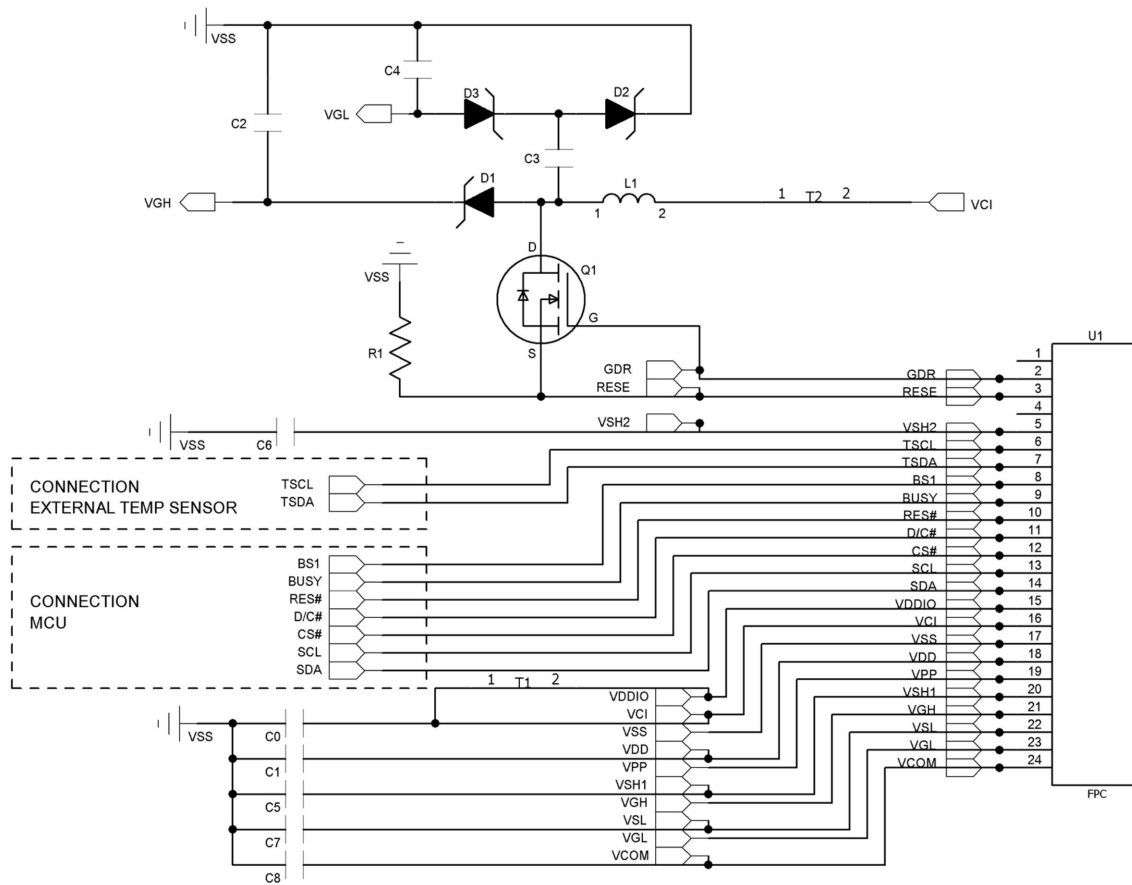 VSS
C4
D3
D2
VGL
C2
C3
D1
L1
VGH
1
2
1 T2 2
VCI
D
Q1
VSS
G
R1
S
U1
1
GDR
GDR
2
RESE
RESE
3
4
VSH2
VSH2
5
C6
VSS
TSCL
6
TSDA
7
CONNECTION
EXTERNAL TEMP SENSOR
TSCL
TSDA
BS1
8
BUSY
9
RES#
10
D/C#
11
CS#
12
SCL
13
SDA
14
VDDIO
15
VCI
16
VSS
17
VDD
18
VPP
19
VSH1
20
VGH
21
VSL
22
VGL
23
VCOM
24
FPC
CONNECTION
MCU
BS1
BUSY
RES#
D/C#
CS#
SCL
SDA
1 T1 2
VSS
C0
C1
C5
C7
C8
VDDIO
VCI
VSS
VDD
VPP
VSH1
VGH
VSL
VGL
VCOM